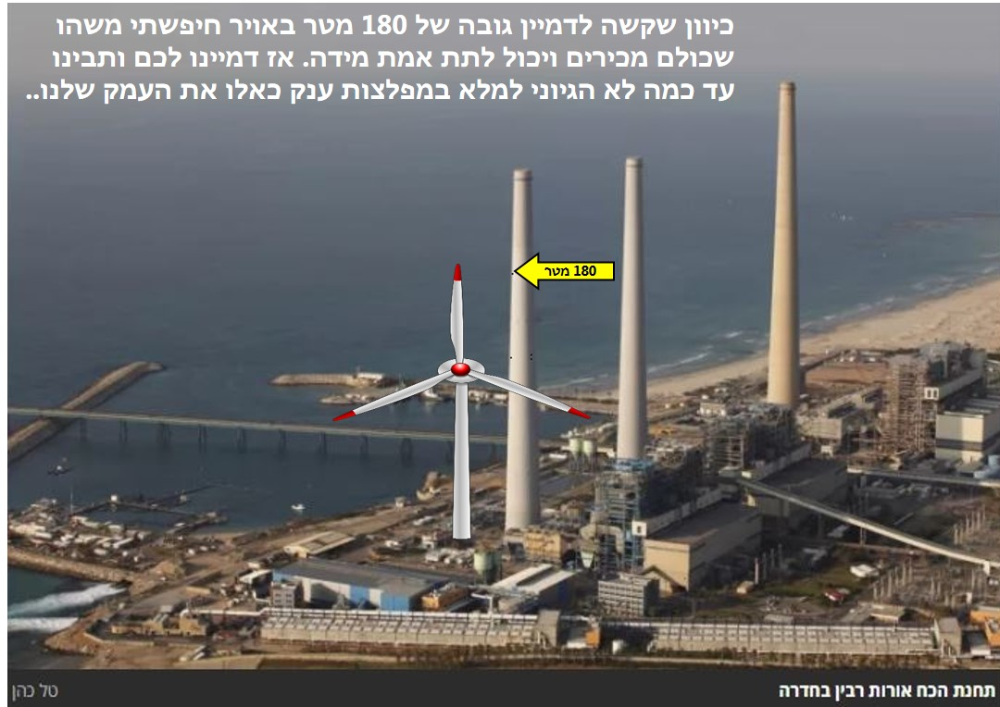 כיוון שקשה לדמיין גובה של 180 מטר באויר חיפשתי משהו
שכולם מכירים ויכול לתת אמת מידה. אז דמיינו לכם ותבינו
עד כמה לא הגיוני למלא במפלצות ענק כאלו את העמק שלנו..
180 מטר
תחנת הכח אורות רבין בחדרה
טל כהן